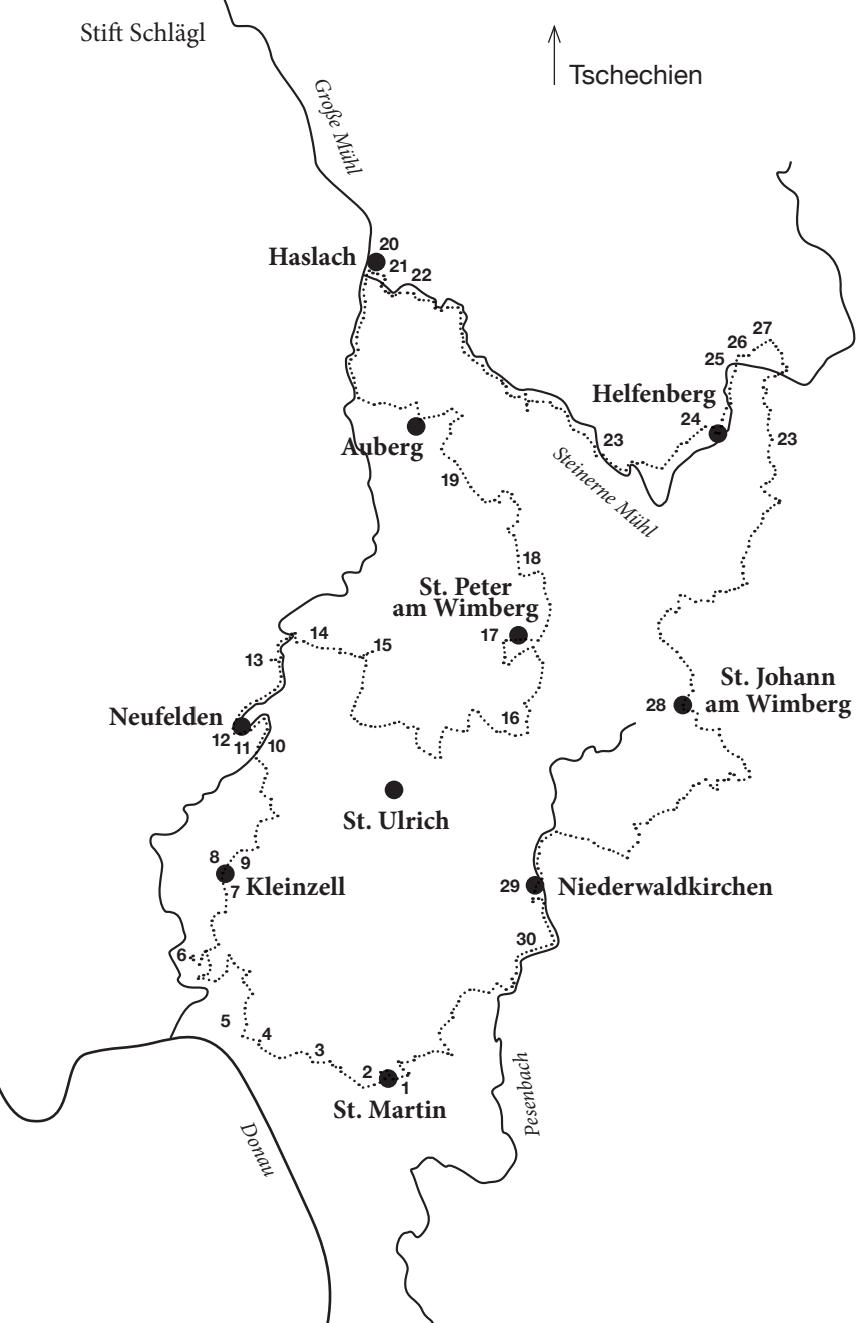 Stift Schlägl
Tschechien
Große Mühl
20
Haslach
21
22
27
26
25
Helfenberg
24
23
23
Auberg
Steinerne Mühl
19
18
St. Peter
am Wimberg
17
14
15
13
St. Johann
28
am Wimberg
Neufelden
16
12
11
10
St. Ulrich
8
9
7
Kleinzell
29
Niederwaldkirchen
30
6
5
4
3
2
1
St. Martin
Pesenbach
Donau